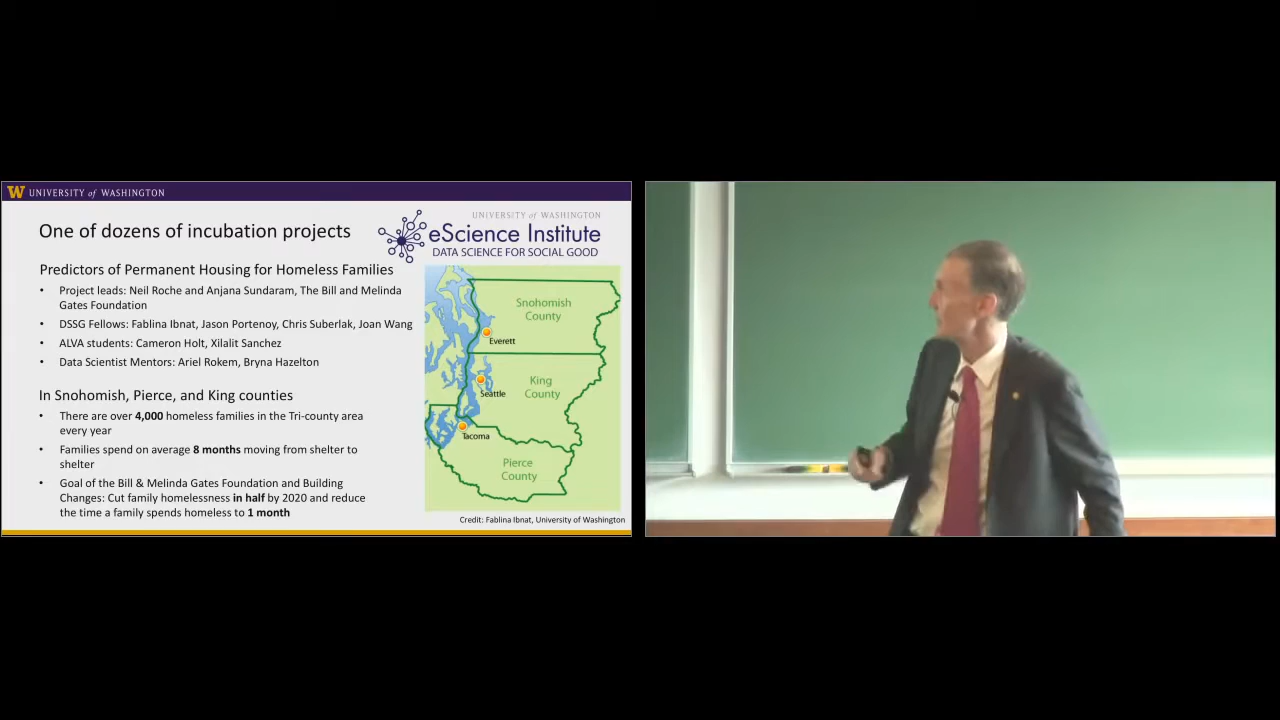 W UNIVERSITY of WASHINGTON
One of dozens of incubation projects
UNIVERSITY of WASHINGTON
eScience Institute
DATA SCIENCE FOR SOCIAL GOOD
Predictors of Permanent Housing for Homeless Families
• Project leads: Neil Roche and Anjana Sundaram, The Bill and Melinda
Gates Foundation
• DSSG Fellows: Fablina Ibnat, Jason Portenoy, Chris Suberlak, Joan Wang
• ALVA students: Cameron Holt, Xilalit Sanchez
• Data Scientist Mentors: Ariel Rokem, Bryna Hazelton
In Snohomish, Pierce, and King counties
• There are over 4,000 homeless families in the Tri-county area
every year
• Families spend on average 8 months moving from shelter to
shelter
• Goal of the Bill & Melinda Gates Foundation and Building
Changes: Cut family homelessness in half by 2020 and reduce
the time a family spends homeless to 1 month
Snohomish
County
Everett
King
County
Seattle
Tacoma
Pierce
County
Credit: Fablina Ibnat, University of Washington